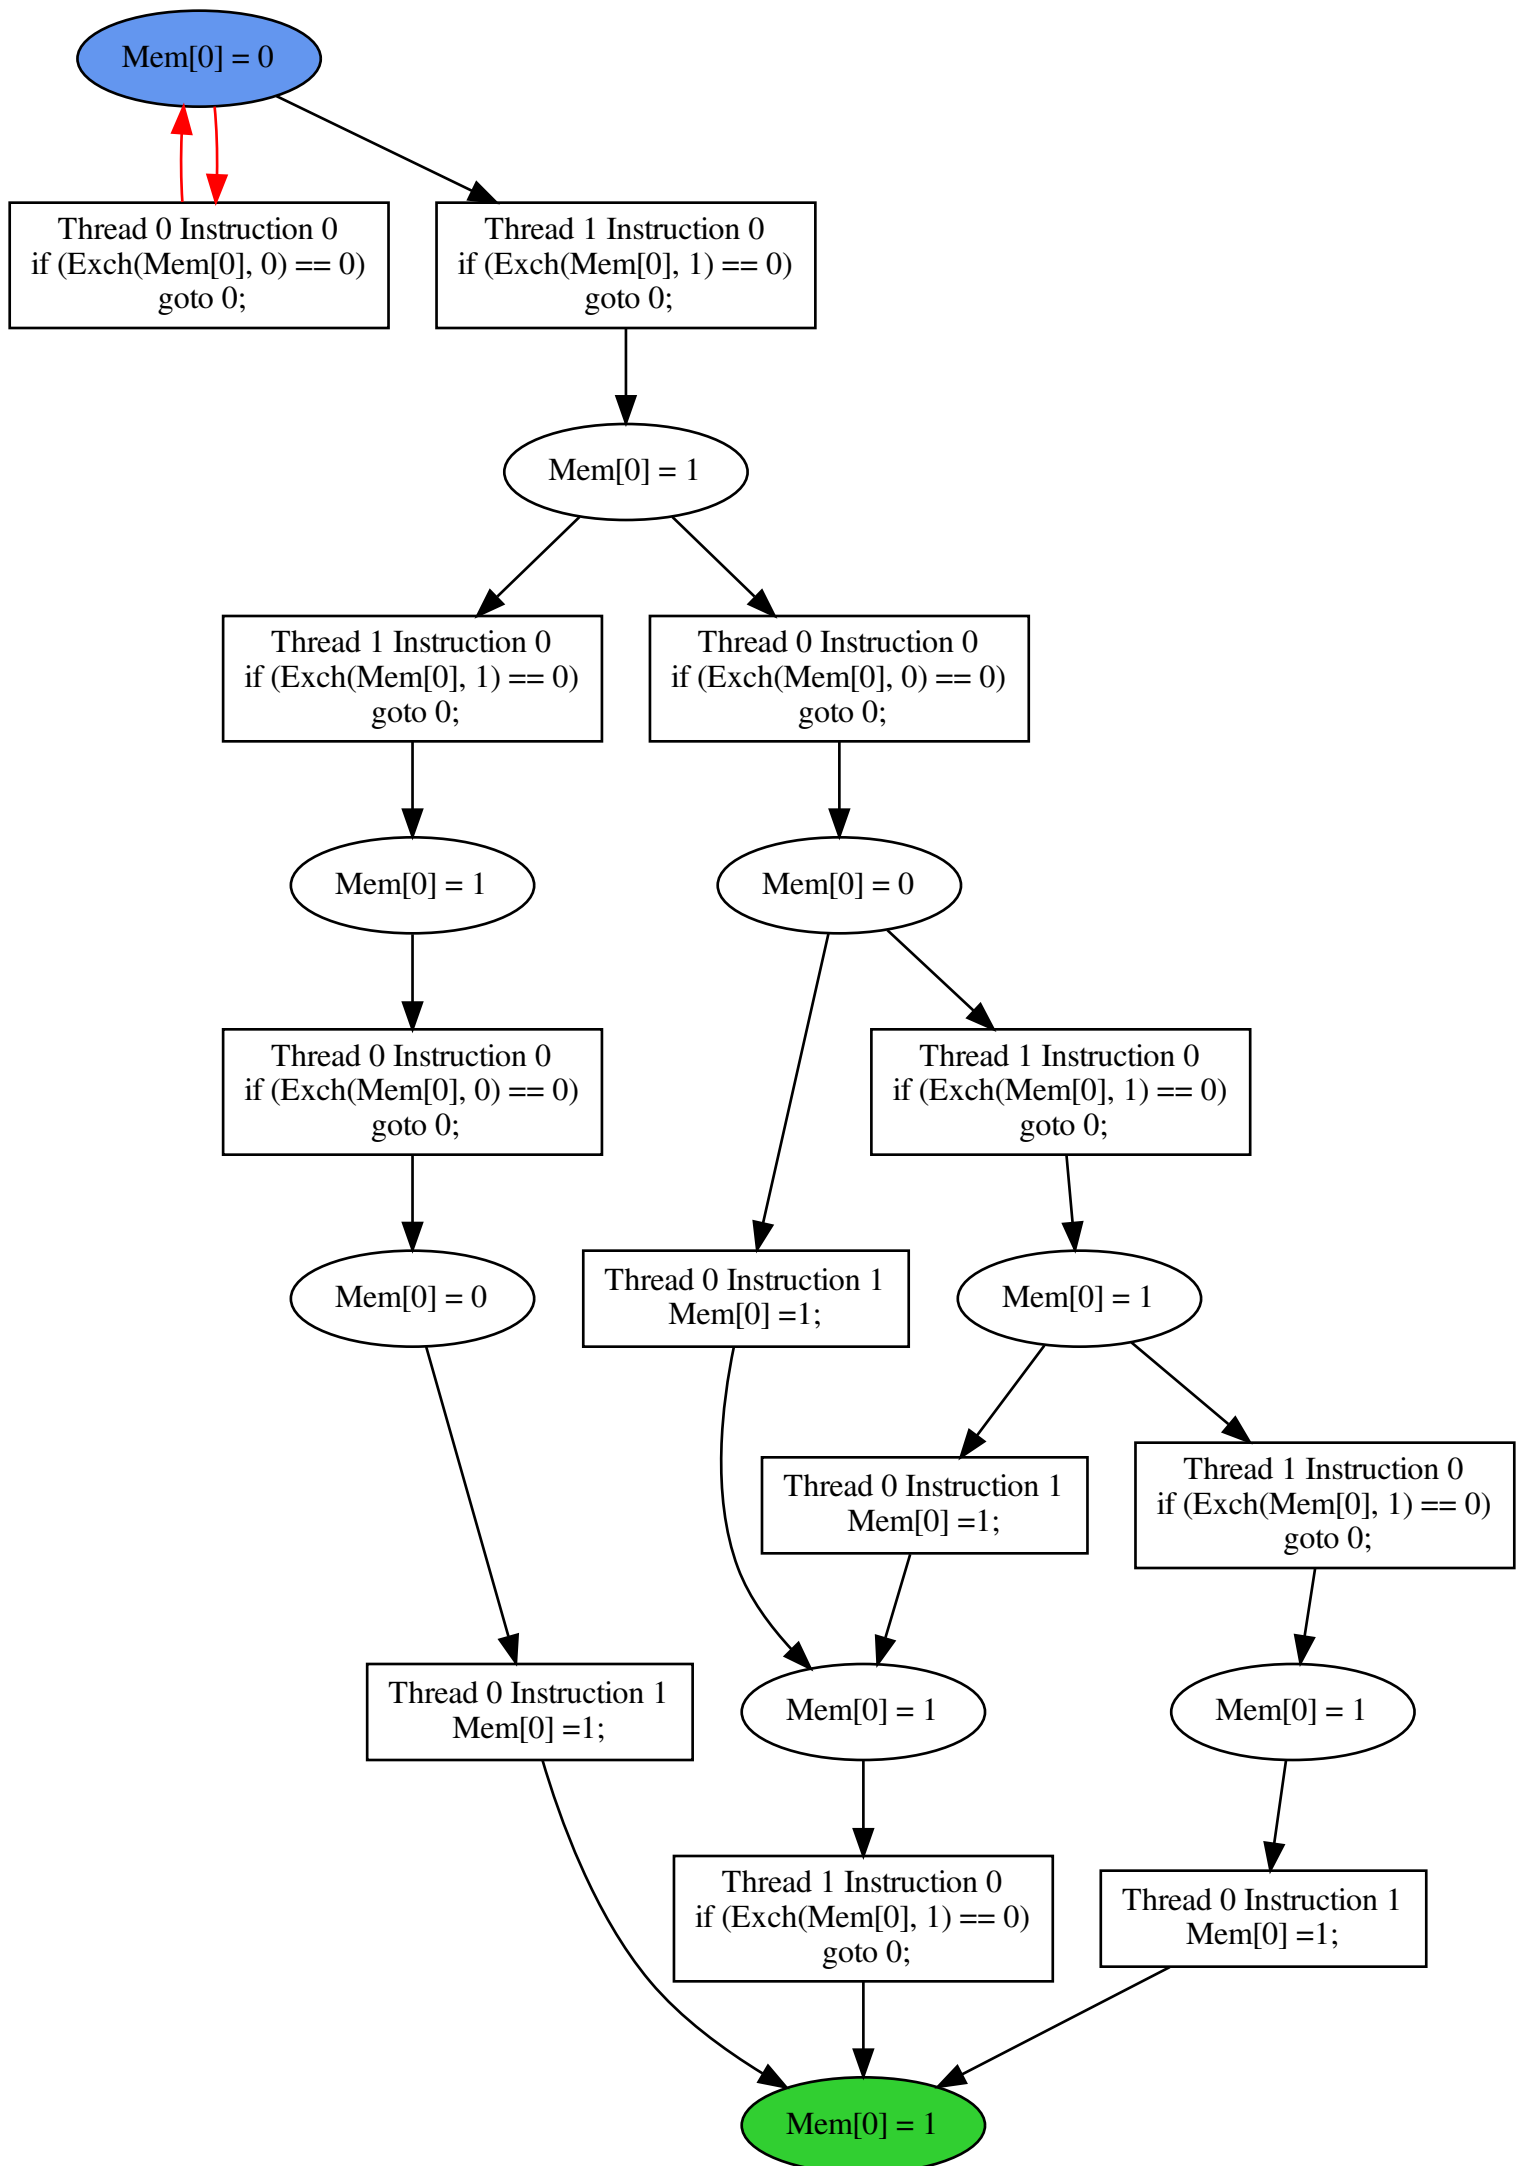 Mem[0] = 0
Thread 0 Instruction 0
if (Exch(Mem[0], 0) == 0)
goto 0;
Thread 1 Instruction 0
if (Exch(Mem[0], 1) == 0)
goto 0;
Mem[0] = 1
Thread 1 Instruction 0
if (Exch(Mem[0], 1) == 0)
goto 0;
Thread 0 Instruction 0
if (Exch(Mem[0], 0) == 0)
goto 0;
Mem[0] = 1
Mem[0] = 0
Thread 0 Instruction 0
if (Exch(Mem[0], 0) == 0)
goto 0;
Thread 1 Instruction 0
if (Exch(Mem[0], 1) == 0)
goto 0;
Mem[0] = 0
Thread 0 Instruction 1
Mem[0] =1;
Mem[0] = 1
Thread 0 Instruction 1
Mem[0] =1;
Thread 1 Instruction 0
if (Exch(Mem[0], 1) == 0)
goto 0;
Thread 0 Instruction 1
Mem[0] =1;
Mem[0] = 1
Mem[0] = 1
Thread 1 Instruction 0
if (Exch(Mem[0], 1) == 0)
goto 0;
Thread 0 Instruction 1
Mem[0] =1;
Mem[0] = 1